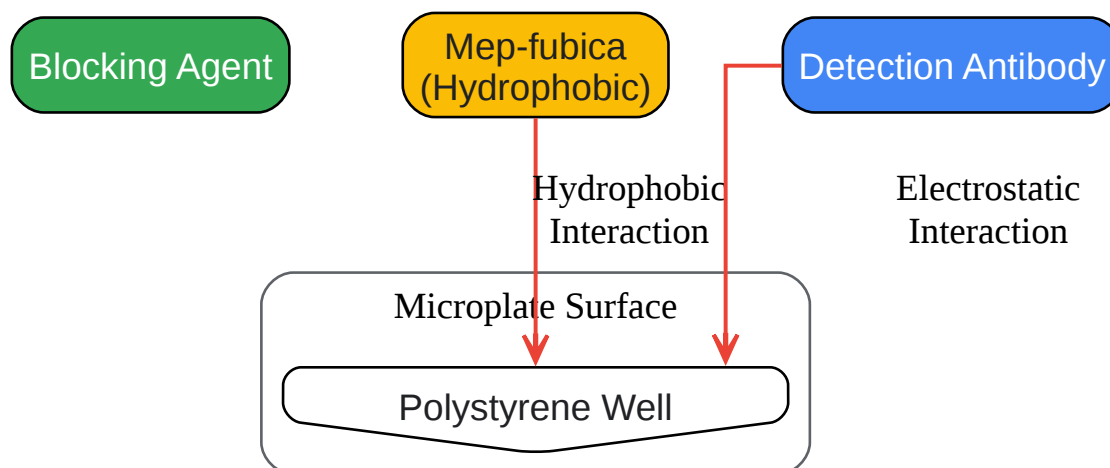 Blocking Agent
Mep-fubica
(Hydrophobic)
Detection Antibody
Hydrophobic
Interaction
Electrostatic
Interaction
Microplate Surface
Polystyrene Well